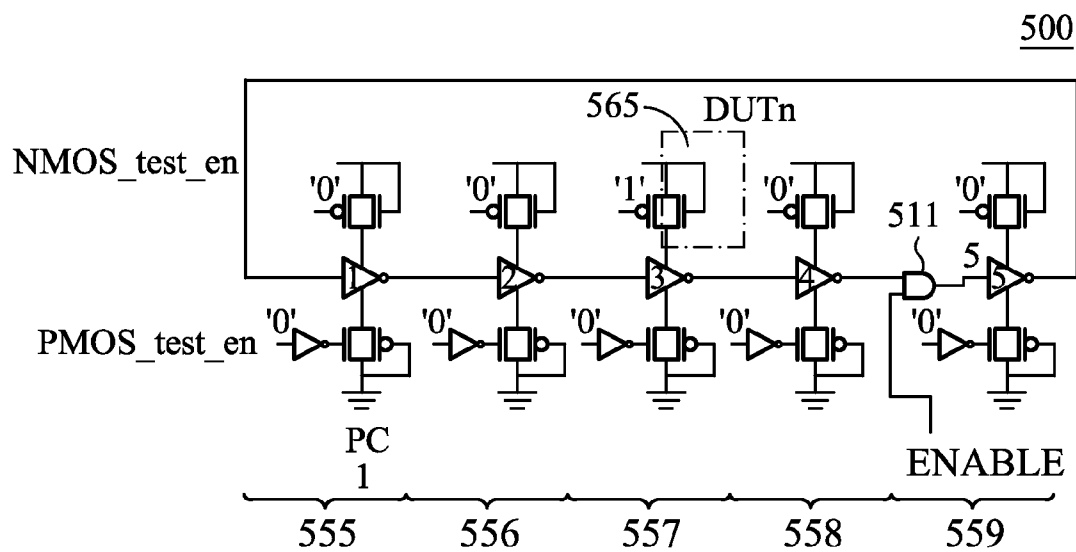 500
565 DUTn
NMOS_test_en
'0' '0' '1' '0' '0'
511
1 2 3 4 5 5
PMOS_test_en
'0' '0' '0' '0' '0'
PC
1
ENABLE
555 556 557 558 559